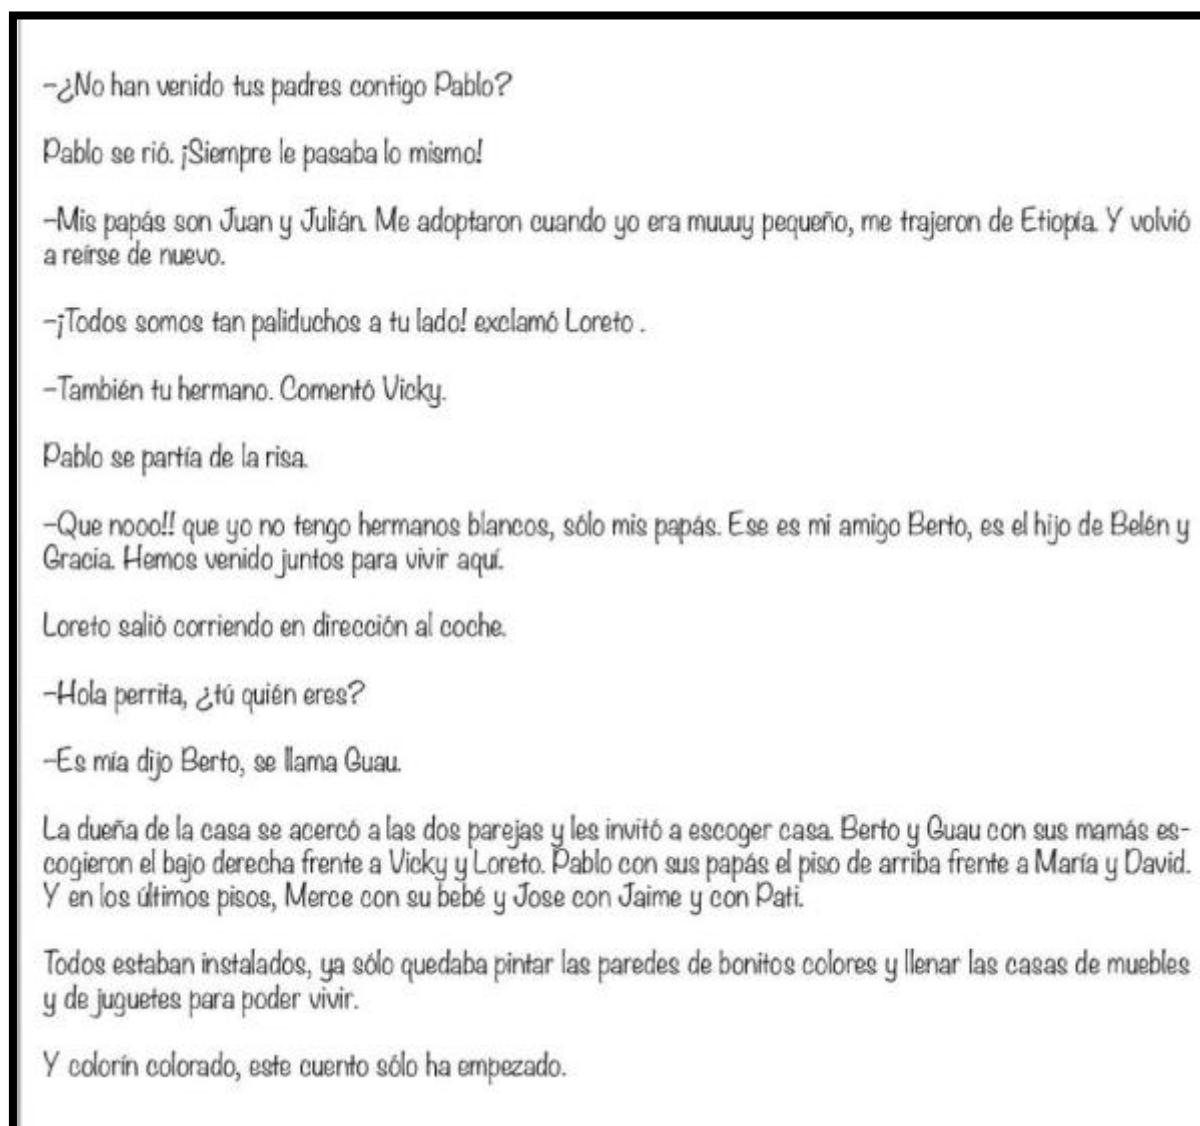 -¿No han venido tus padres contigo Pablo?
Pablo se rió. ¡Siempre le pasaba lo mismo!
-Mis papás son Juan y Julián. Me adoptaron cuando yo era muuuy pequeño, me trajeron de Etiopía. Y volvió
a reírse de nuevo.
-¡Todos somos tan paliduchos a tu lado! exclamó Loreto .
-También tu hermano. Comentó Vicky.
Pablo se partía de la risa.
-Que nooo!! que yo no tengo hermanos blancos, sólo mis papás. Ese es mi amigo Berto, es el hijo de Belén y
Gracia. Hemos venido juntos para vivir aquí.
Loreto salió corriendo en dirección al coche.
-Hola perrita, ¿tú quién eres?
-Es mía dijo Berto, se llama Guau.
La dueña de la casa se acercó a las dos parejas y les invitó a escoger casa. Berto y Guau con sus mamás es-
cogieron el bajo derecha frente a Vicky y Loreto. Pablo con sus papás el piso de arriba frente a María y David.
Y en los últimos pisos, Merce con su bebé y Jose con Jaime y con Pati.
Todos estaban instalados, ya sólo quedaba pintar las paredes de bonitos colores y llenar las casas de muebles
y de juguetes para poder vivir.
Y colorín colorado, este cuento sólo ha empezado.